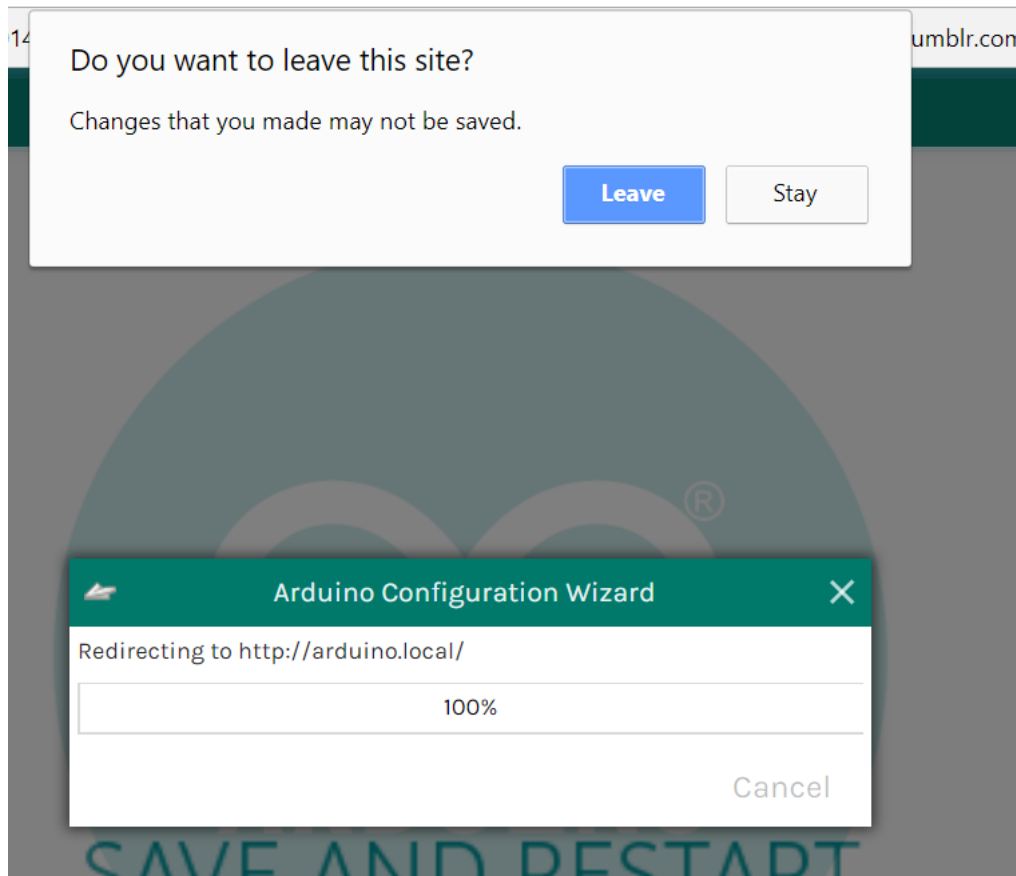 14
umblr.com
Do you want to leave this site?
Changes that you made may not be saved.
Leave Stay
®
Arduino Configuration Wizard
Redirecting to http://arduino.local/
100%
Cancel
SAVE AND RESTART